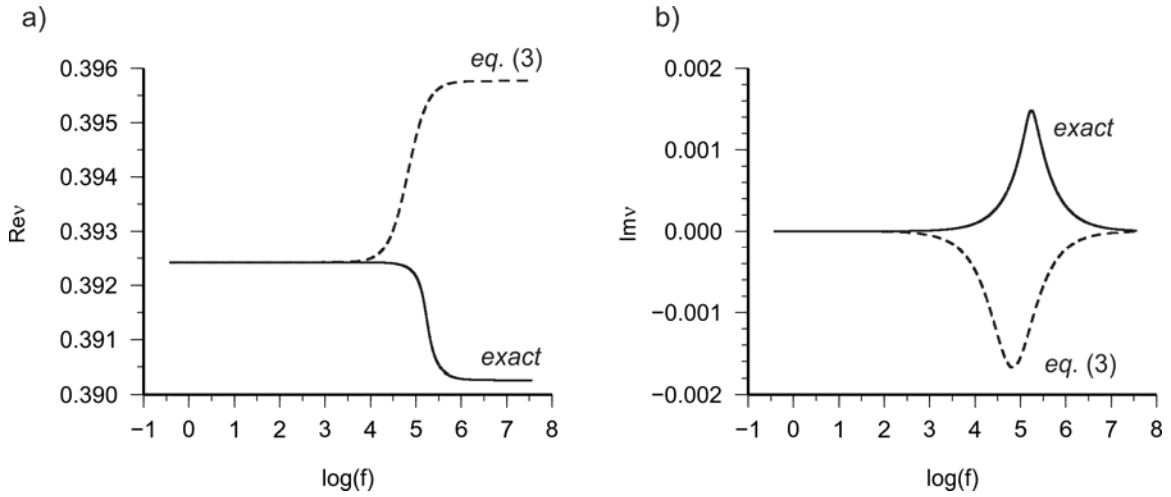 a)
eq. (3)
0.396
0.395
0.394
0.393
0.392
0.391
0.390
Reν
exact
−1 0 1 2 3 4 5 6 7 8
log(f)
b)
0.002
0.001
0.000
−0.001
−0.002
Imν
exact
eq. (3)
−1 0 1 2 3 4 5 6 7 8
log(f)